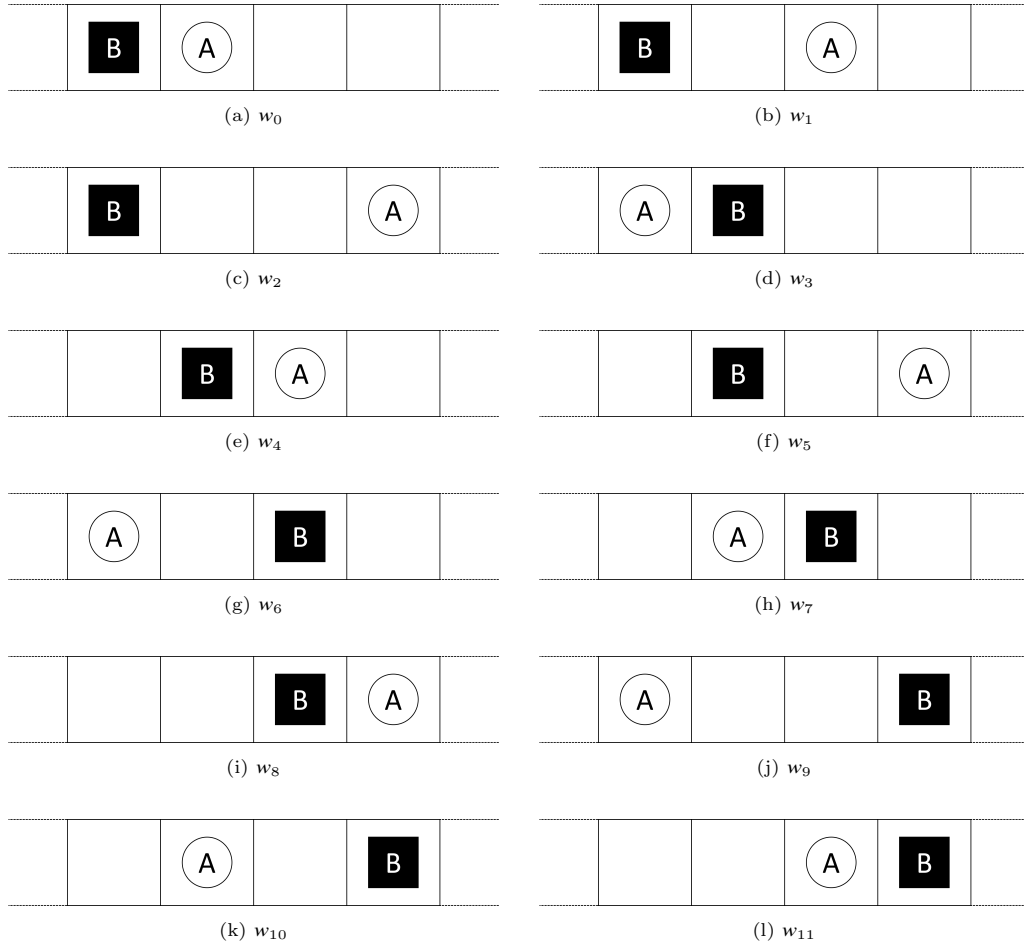 B A
B A
(a) w0
(b) w1
B A
A B
(c) w2
(d) w3
B A
B A
(e) w4
(f) w5
A B
A B
(g) w6
(h) w7
B A
A B
(i) w8
(j) w9
A B
A B
(k) w10
(l) w11